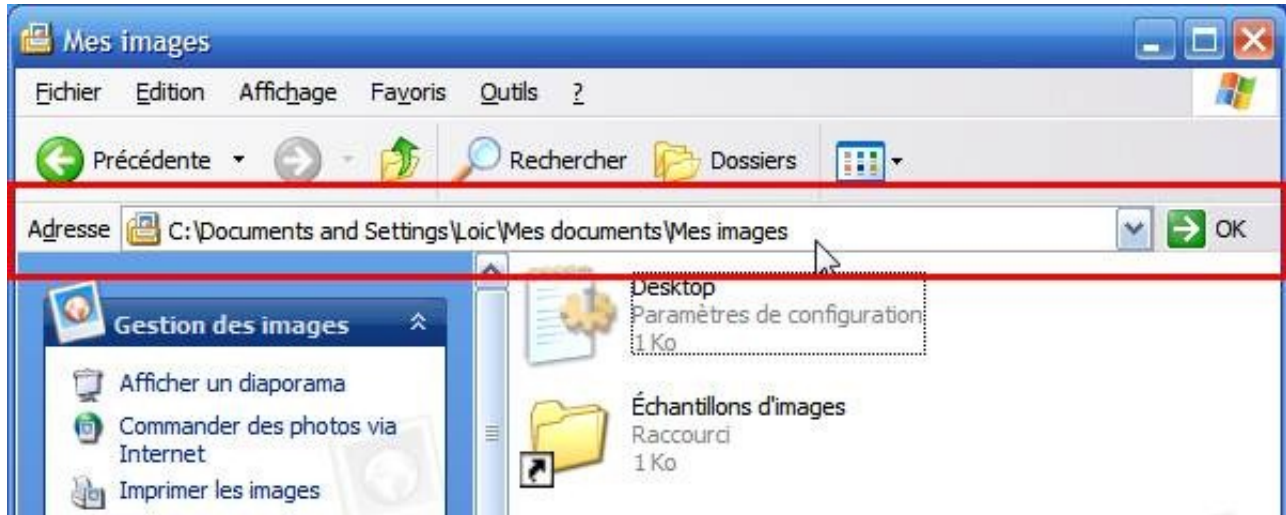 Mes images
Fichier Edition Affichage Favoris Outils ?
Précédente Rechercher Dossiers
Adresse C:\Documents and Settings\Loic\Mes documents\Mes images OK
Gestion des images
Afficher un diaporama
Commander des photos via
Internet
Imprimer les images
Desktop
Paramètres de configuration
1 Ko
Échantillons d'images
Raccourci
1 Ko